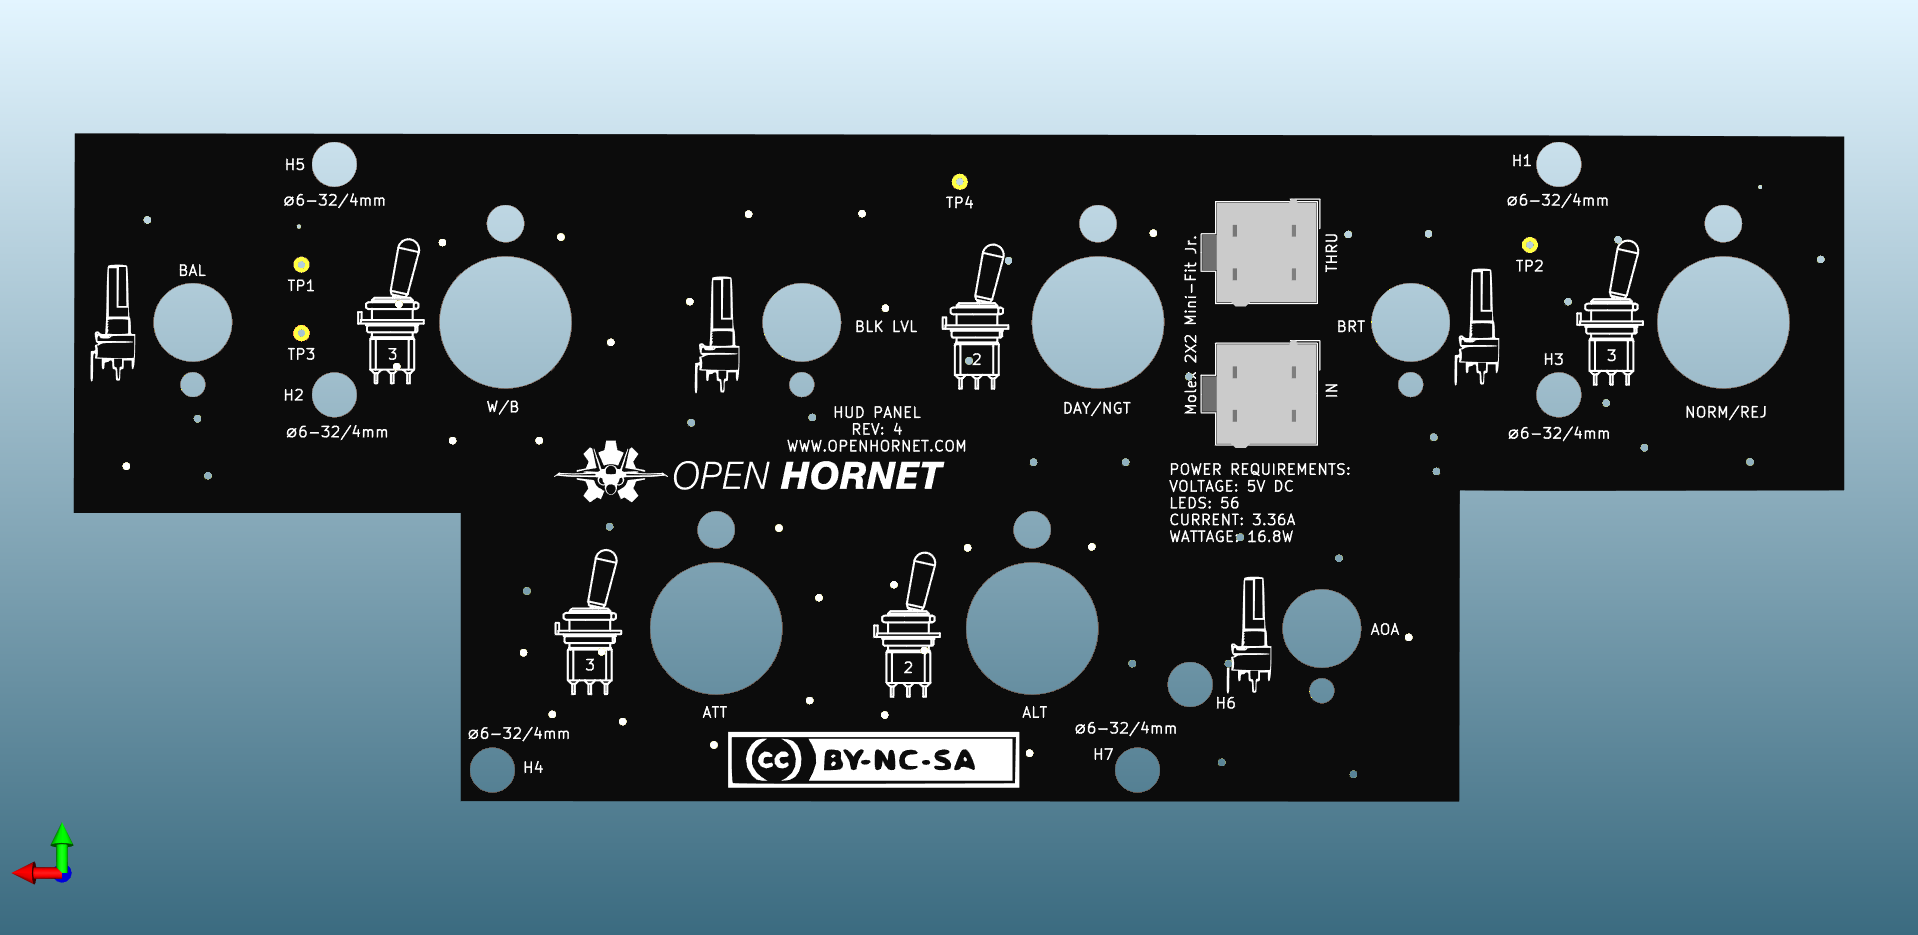 H5
ø6-32/4mm
TP4
H1
ø6-32/4mm
BAL
TP1
TP3
H2
ø6-32/4mm
3
W/B
BLK LVL
2
DAY/NGT
Molex 2X2 Mini-Fit Jr.
THRU
IN
BRT
TP2
H3
ø6-32/4mm
3
NORM/REJ
HUD PANEL
REV: 4
WWW.OPENHORNET.COM
OPEN HORNET
POWER REQUIREMENTS:
VOLTAGE: 5V DC
LEDS: 56
CURRENT: 3.36A
WATTAGE: 16.8W
3
ATT
2
ALT
AOA
H6
ø6-32/4mm
H4
ø6-32/4mm
H7
cc BY-NC-SA